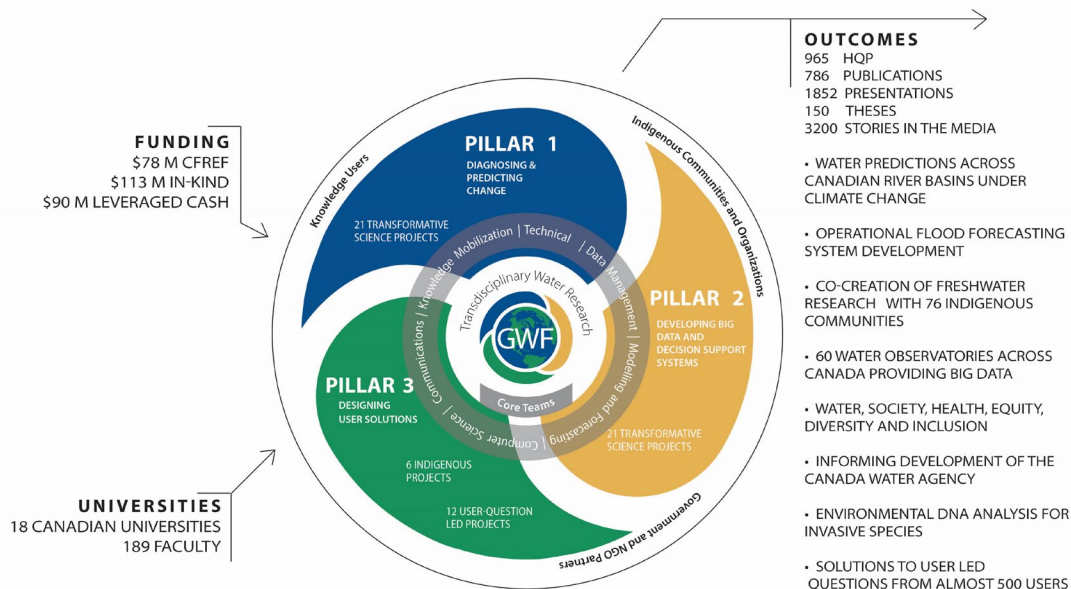 FUNDING
$78 M CFREF
$113 M IN-KIND
$90 M LEVERAGED CASH
UNIVERSITIES
18 CANADIAN UNIVERSITIES
189 FACULTY
Knowledge Users
Indigenous Communities and Organizations
Government and NGO Partners
PILLAR 1
DIAGNOSING &
PREDICTING
CHANGE
21 TRANSFORMATIVE
SCIENCE PROJECTS
PILLAR 2
DEVELOPING BIG
DATA AND
DECISION SUPPORT
SYSTEMS
21 TRANSFORMATIVE
SCIENCE PROJECTS
PILLAR 3
DESIGNING
USER SOLUTIONS
6 INDIGENOUS
PROJECTS
12 USER-QUESTION
LED PROJECTS
Knowledge Mobilization | Technical | Data Management | Modelling and Forecasting | Computer Science | Communications |
Transdisciplinary Water Research
GWF
Core Teams
OUTCOMES
965 HQP
786 PUBLICATIONS
1852 PRESENTATIONS
150 THESES
3200 STORIES IN THE MEDIA
• WATER PREDICTIONS ACROSS
CANADIAN RIVER BASINS UNDER
CLIMATE CHANGE
• OPERATIONAL FLOOD FORECASTING
SYSTEM DEVELOPMENT
• CO-CREATION OF FRESHWATER
RESEARCH WITH 76 INDIGENOUS
COMMUNITIES
• 60 WATER OBSERVATORIES ACROSS
CANADA PROVIDING BIG DATA
• WATER, SOCIETY, HEALTH, EQUITY,
DIVERSITY AND INCLUSION
• INFORMING DEVELOPMENT OF THE
CANADA WATER AGENCY
• ENVIRONMENTAL DNA ANALYSIS FOR
INVASIVE SPECIES
• SOLUTIONS TO USER LED
QUESTIONS FROM ALMOST 500 USERS